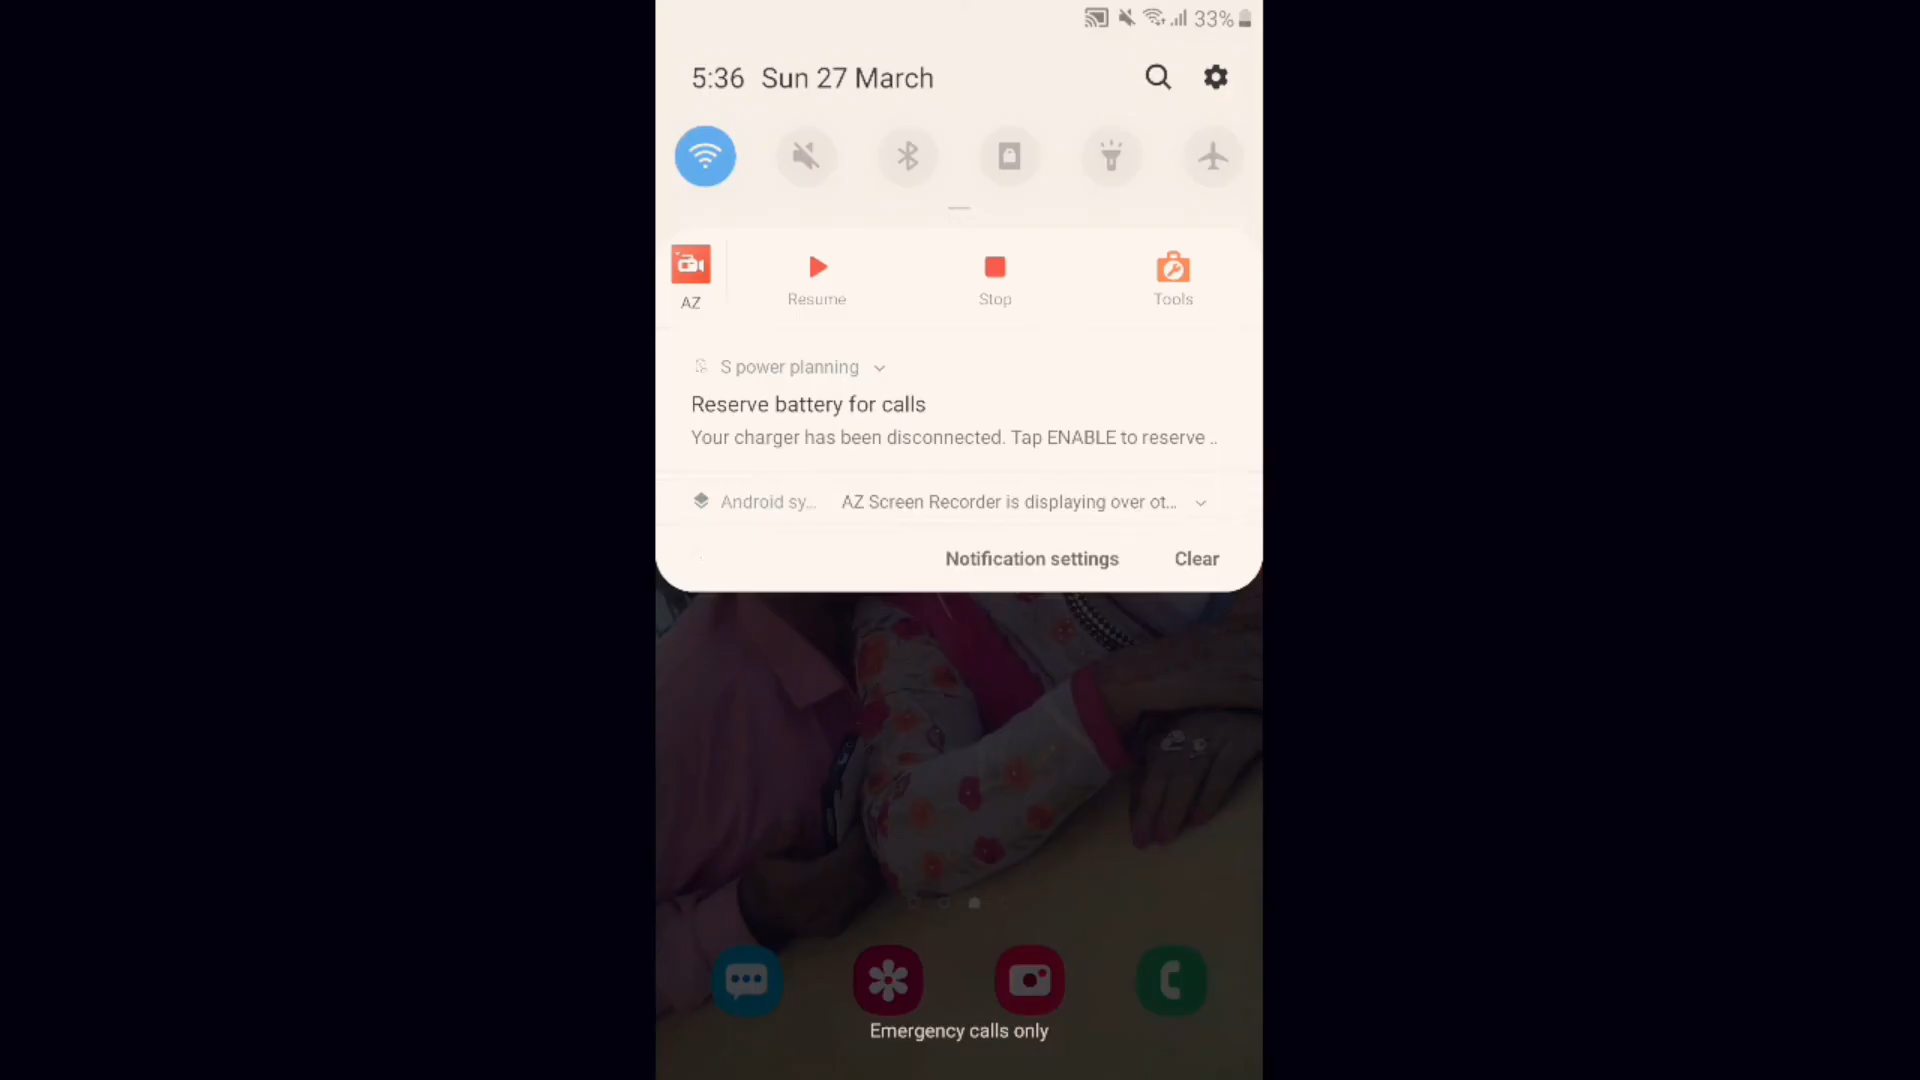 33%
5:36 Sun 27 March
AZ
Resume
Stop
Tools
S power planning
Reserve battery for calls
Your charger has been disconnected. Tap ENABLE to reserve ..
Android sy... AZ Screen Recorder is displaying over ot...
Notification settings Clear
Emergency calls only